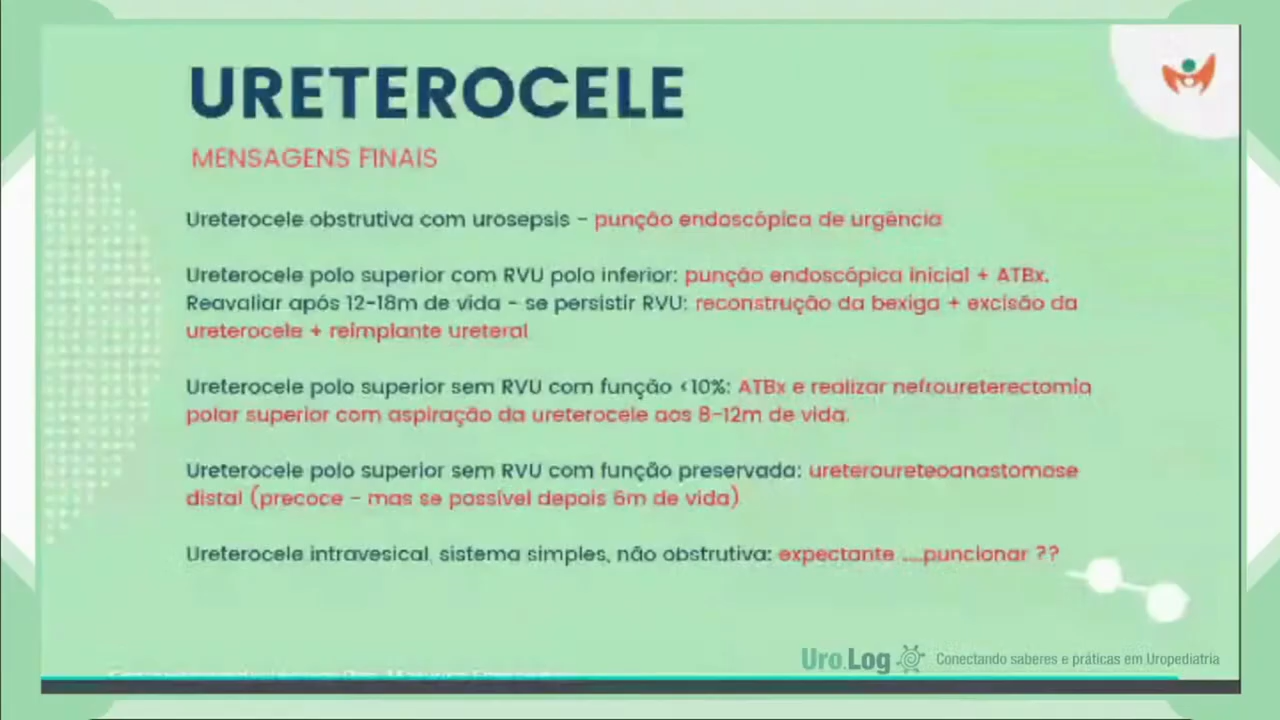 URETEROCELE
MENSAGENS FINAIS
Ureterocele obstrutiva com urosepsis - punção endoscópica de urgência
Ureterocele polo superior com RVU polo inferior: punção endoscópica inicial + ATBx.
Reavaliar após 12-18m de vida - se persistir RVU: reconstrução da bexiga + excisão da
ureterocele + reimplante ureteral
Ureterocele polo superior sem RVU com função <10%: ATBx e realizar nefroureterectomia
polar superior com aspiração da ureterocele aos 8-12m de vida.
Ureterocele polo superior sem RVU com função preservada: ureteroureteoanastomose
distal (precoce - mas se possível depois 6m de vida)
Ureterocele intravesical, sistema simples, não obstrutiva: expectante ....puncionar ??
Uro.Log Conectando saberes e práticas em Uropediatria